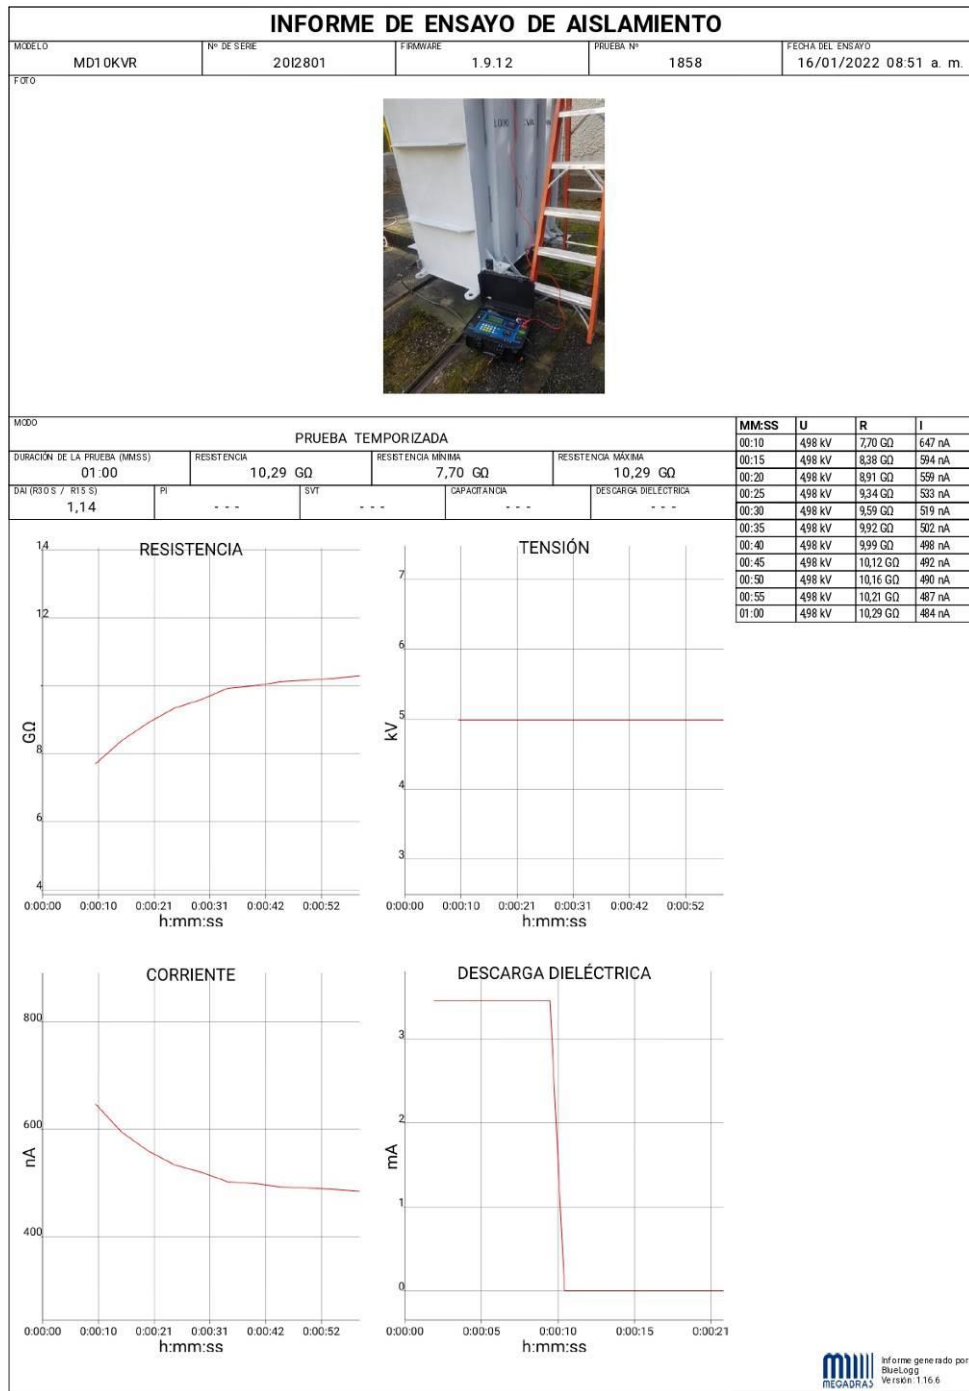 INFORME DE ENSAYO DE AISLAMIENTO
MODELO Nº DE SERIE FIRMWARE PRUEBA Nº FECHA DEL ENSAYO
MD10KVR 20I2801 1.9.12 1858 16/01/2022 08:51 a. m.
FOTO
MODO
PRUEBA TEMPORIZADA
DURACIÓN DE LA PRUEBA (MM:SS) RESISTENCIA RESISTENCIA MÍNIMA RESISTENCIA MÁXIMA
01:00 10,29 GΩ 7,70 GΩ 10,29 GΩ
DAI (R30 S / R15 S) PI SVT CAPACITANCIA DESCARGA DIELÉCTRICA
1,14 - - - - - - - - - - - -
MM:SS U R I
00:10 4,98 kV 7,70 GΩ 647 nA
00:15 4,98 kV 8,38 GΩ 594 nA
00:20 4,98 kV 8,91 GΩ 559 nA
00:25 4,98 kV 9,34 GΩ 533 nA
00:30 4,98 kV 9,59 GΩ 519 nA
00:35 4,98 kV 9,92 GΩ 502 nA
00:40 4,98 kV 9,99 GΩ 498 nA
00:45 4,98 kV 10,12 GΩ 492 nA
00:50 4,98 kV 10,16 GΩ 490 nA
00:55 4,98 kV 10,21 GΩ 487 nA
01:00 4,98 kV 10,29 GΩ 484 nA
RESISTENCIA
14
12
8
6
4
GΩ
0:00:00 0:00:10 0:00:21 0:00:31 0:00:42 0:00:52
h:mm:ss
TENSIÓN
7
6
5
4
3
kV
0:00:00 0:00:10 0:00:21 0:00:31 0:00:42 0:00:52
h:mm:ss
CORRIENTE
800
600
400
nA
0:00:00 0:00:10 0:00:21 0:00:31 0:00:42 0:00:52
h:mm:ss
DESCARGA DIELÉCTRICA
3
2
1
0
mA
0:00:00 0:00:05 0:00:10 0:00:15 0:00:21
h:mm:ss
MEGABRAS
Informe generado por
BlueLogg
Versión: 1.16.6